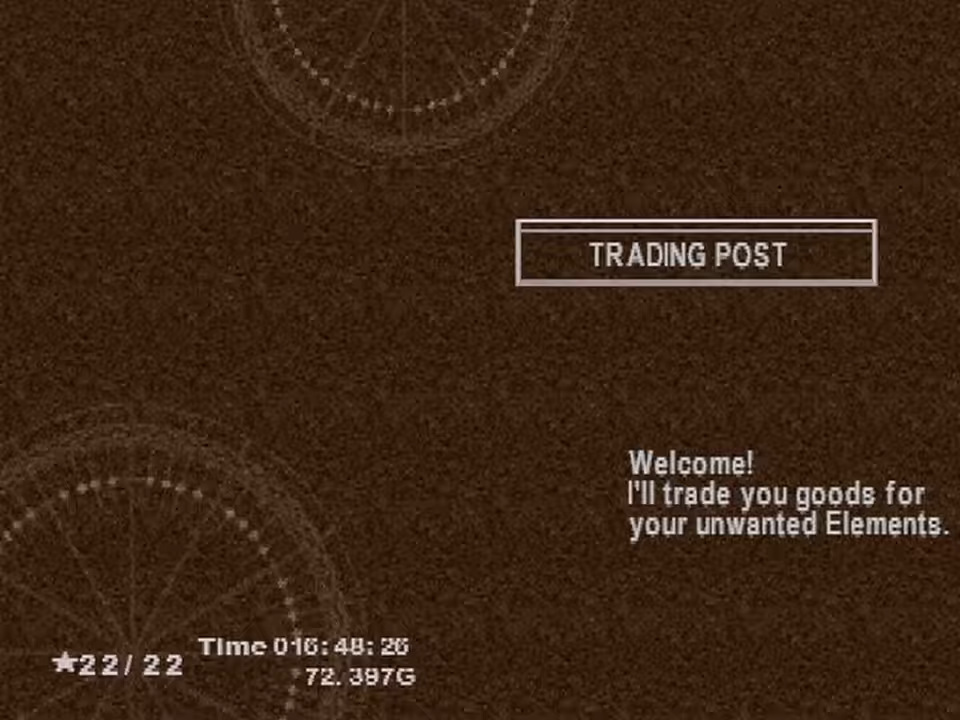 TRADING POST
Welcome!
I'll trade you goods for
your unwanted Elements.
★22/ 22
Time 016: 48: 26
72. 397G